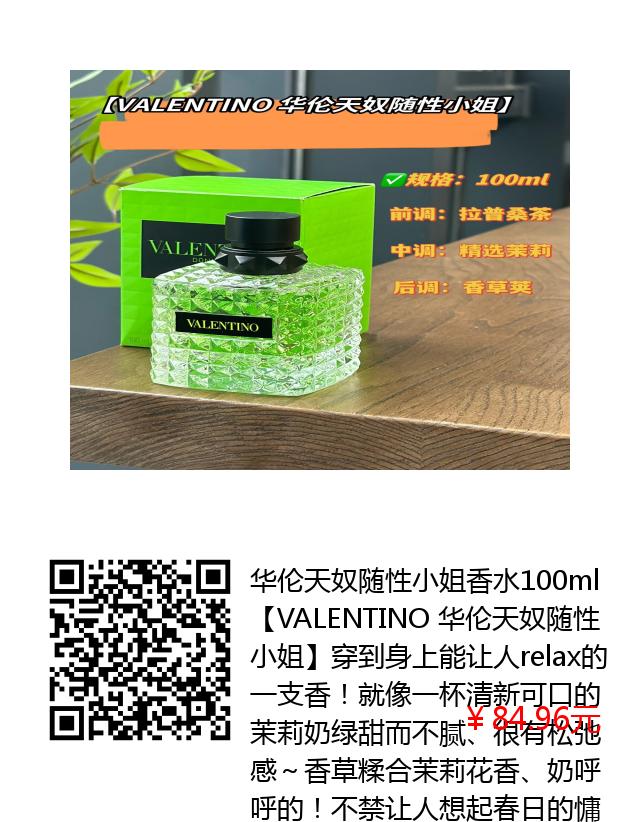 【VALENTINO 华伦天奴随性小姐】
✅规格：100ml
前调：拉普桑茶
中调：精选茉莉
后调：香草荚
VALENT
VALENTINO
华伦天奴随性小姐香水100ml
【VALENTINO 华伦天奴随性
小姐】穿到身上能让人relax的
一支香！就像一杯清新可口的
￥84.96元
茉莉奶绿甜而不腻、很有松弛
感～香草糅合茉莉花香、奶呼
呼的！不禁让人想起春日的慵